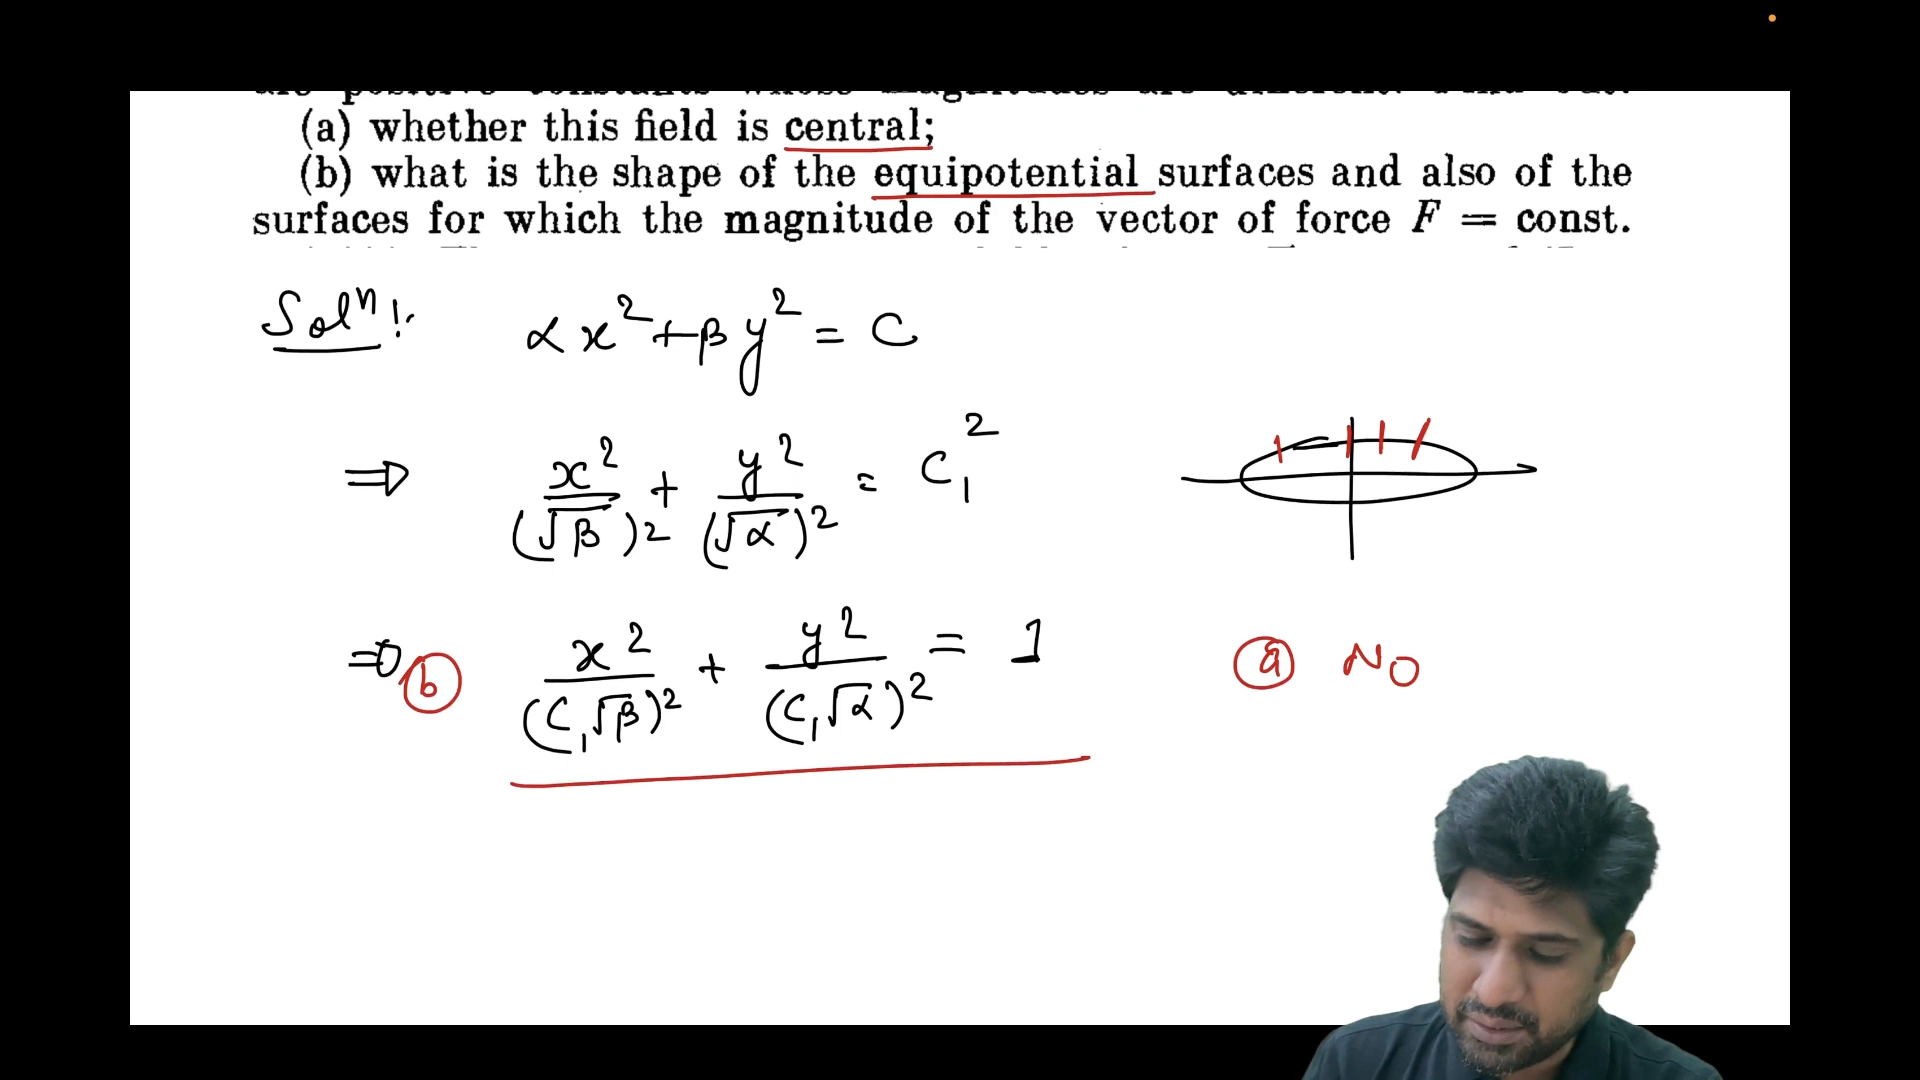 (a) whether this field is central;
(b) what is the shape of the equipotential surfaces and also of the
surfaces for which the magnitude of the vector of force F = const.
Solⁿ :
αx² + βy² = C
⇒ x²/(√β)² + y²/(√α)² = C₁²
⇒ (b) x²/(C₁√β)² + y²/(C₁√α)² = 1
(a) NO